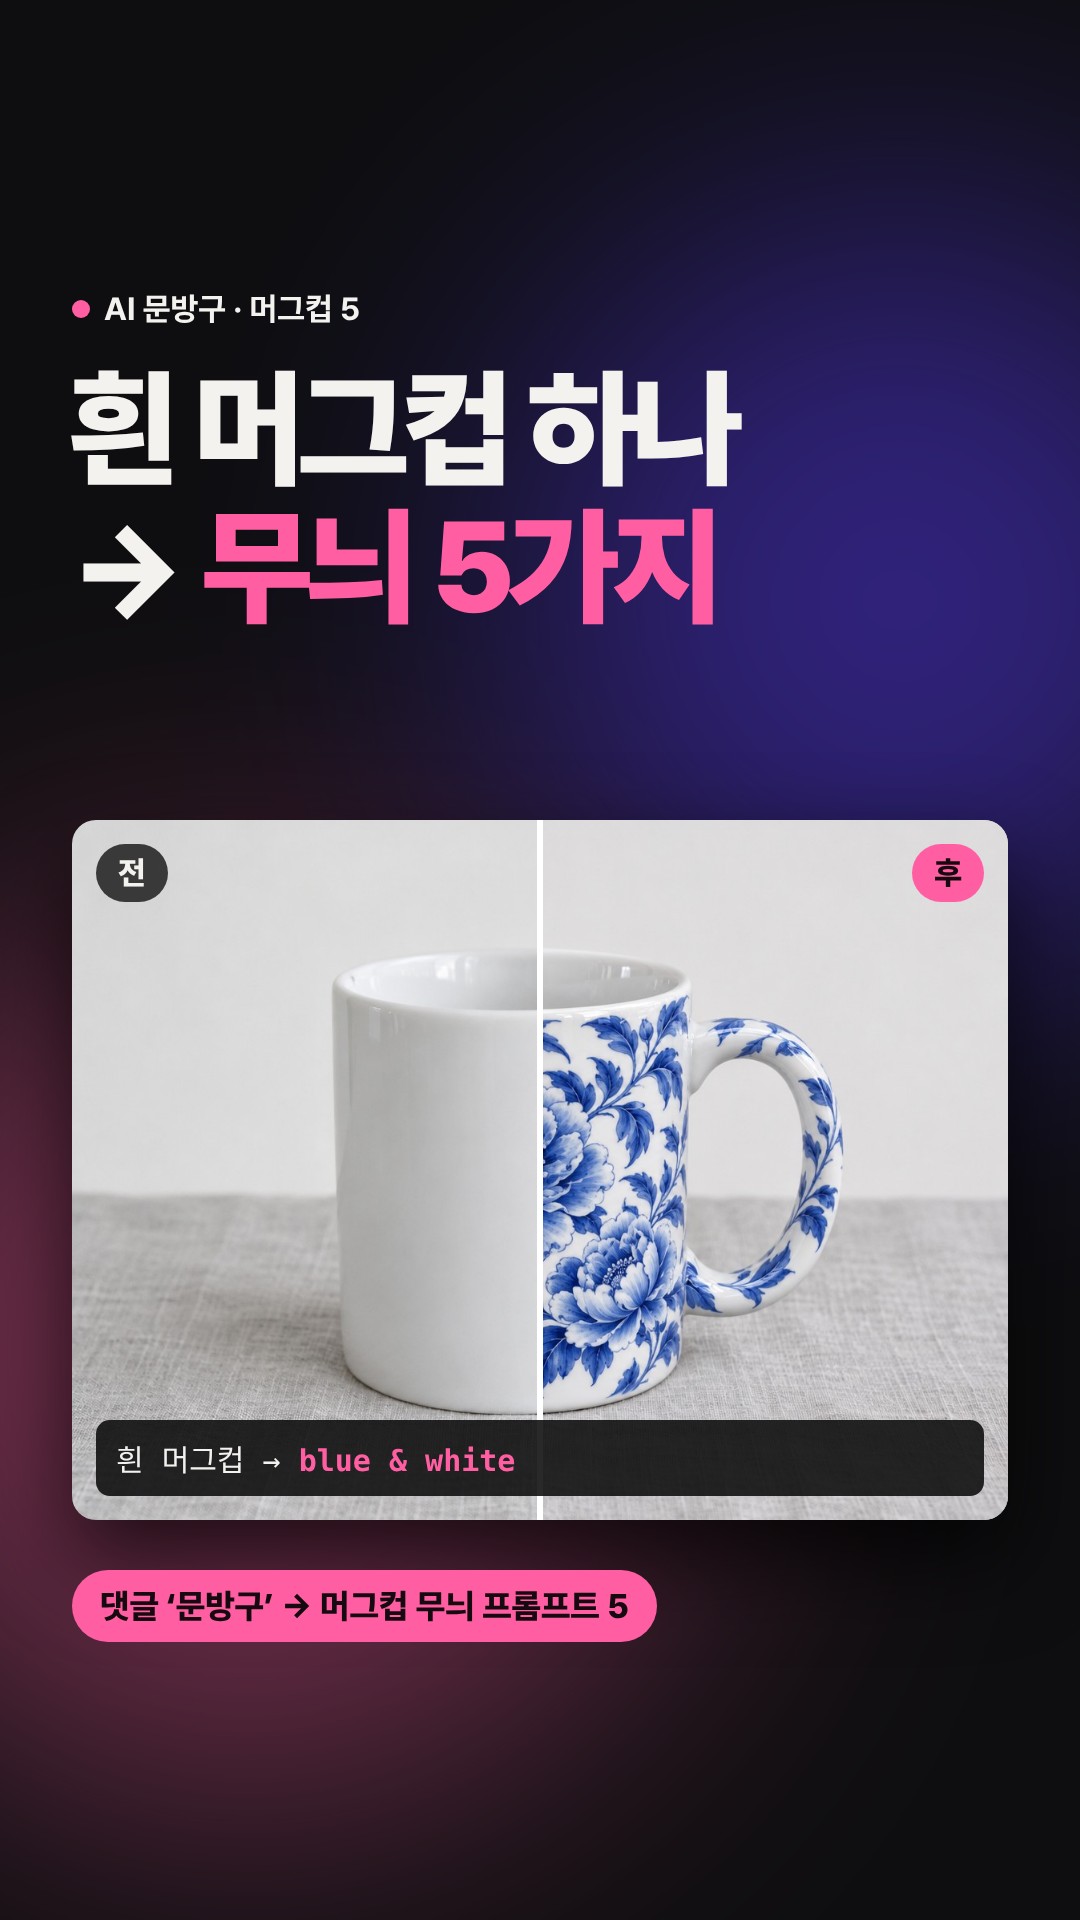 AI 문방구 · 머그컵 5
흰 머그컵 하나
→ 무늬 5가지
전
후
흰 머그컵 → blue & white
댓글 ‘문방구’ → 머그컵 무늬 프롬프트 5